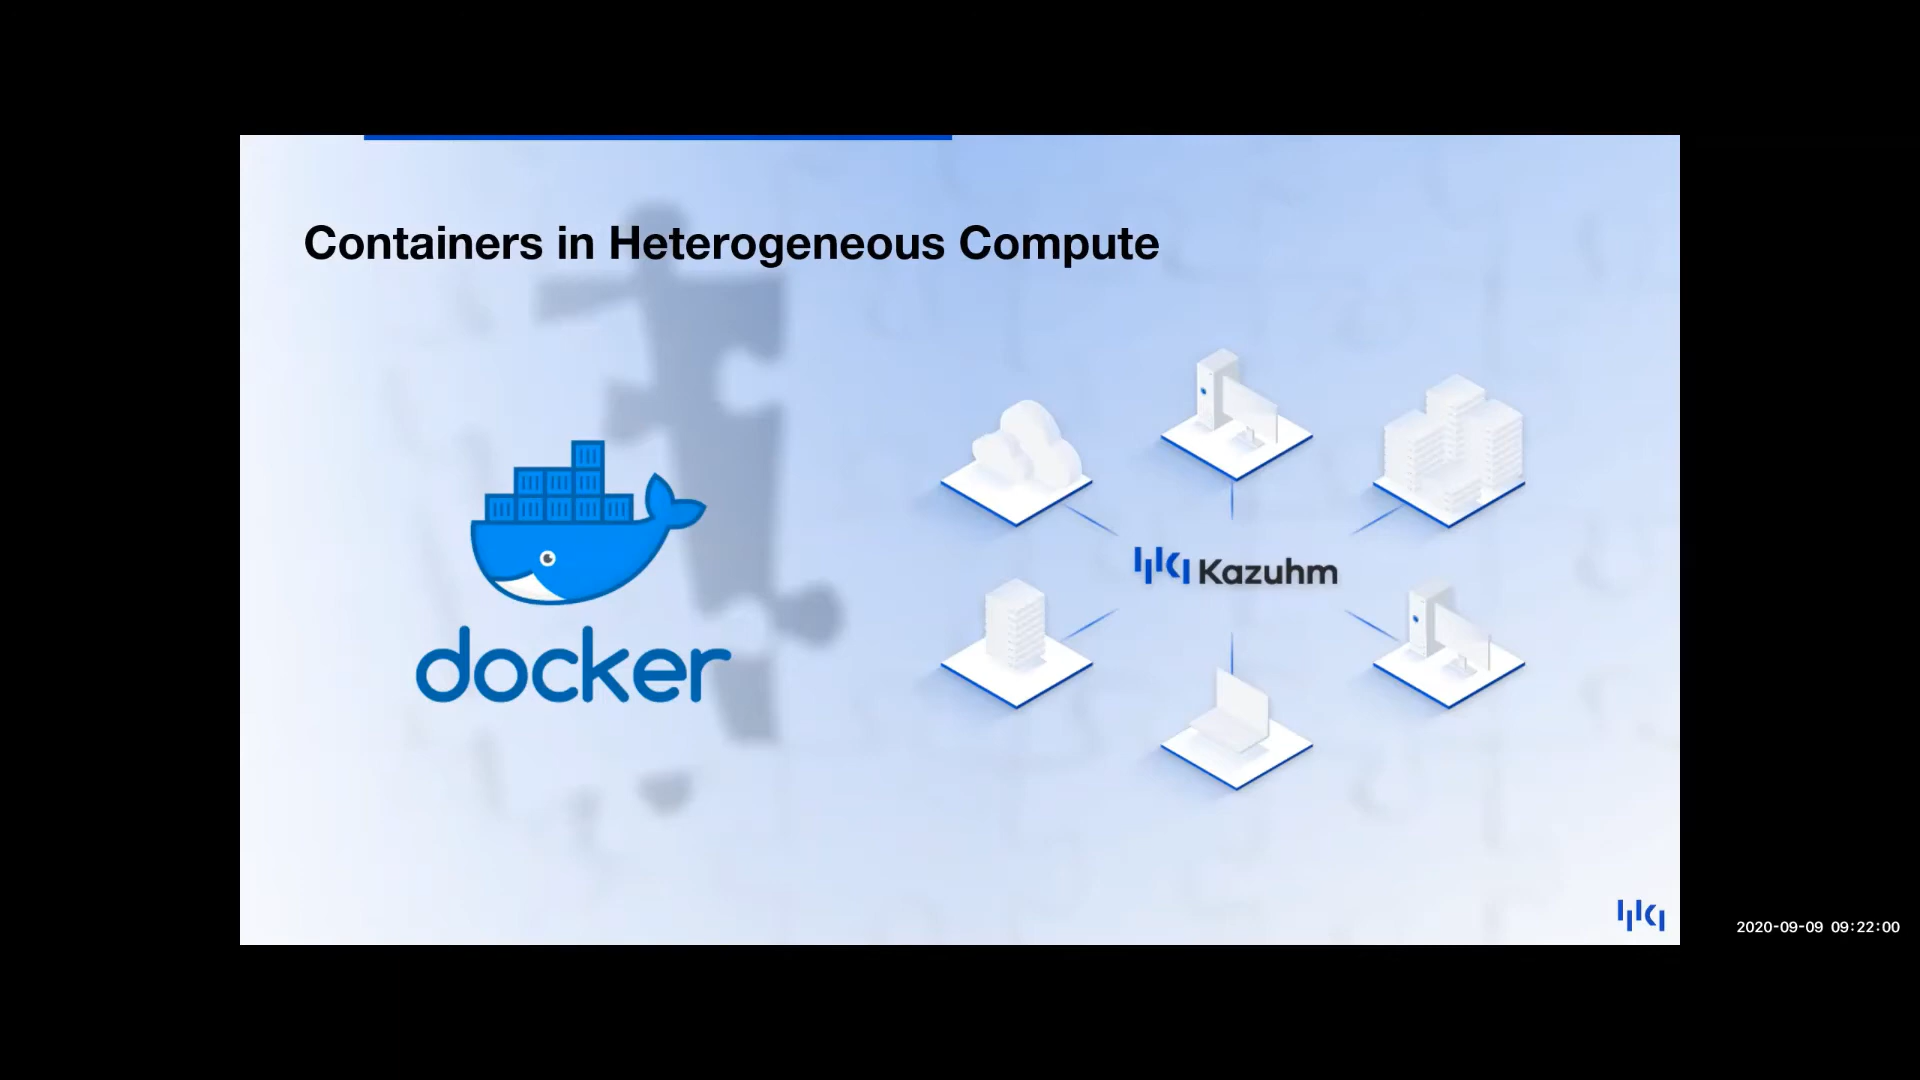 Containers in Heterogeneous Compute
docker
Kazuhm
2020-09-09 09:22:00